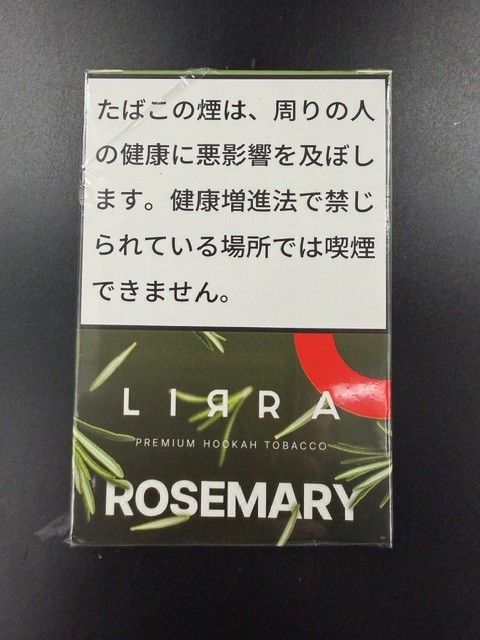 たばこの煙は、周りの人
の健康に悪影響を及ぼし
ます。健康増進法で禁じ
られている場所では喫煙
できません。
LIЯRA
PREMIUM HOOKAH TOBACCO
ROSEMARY